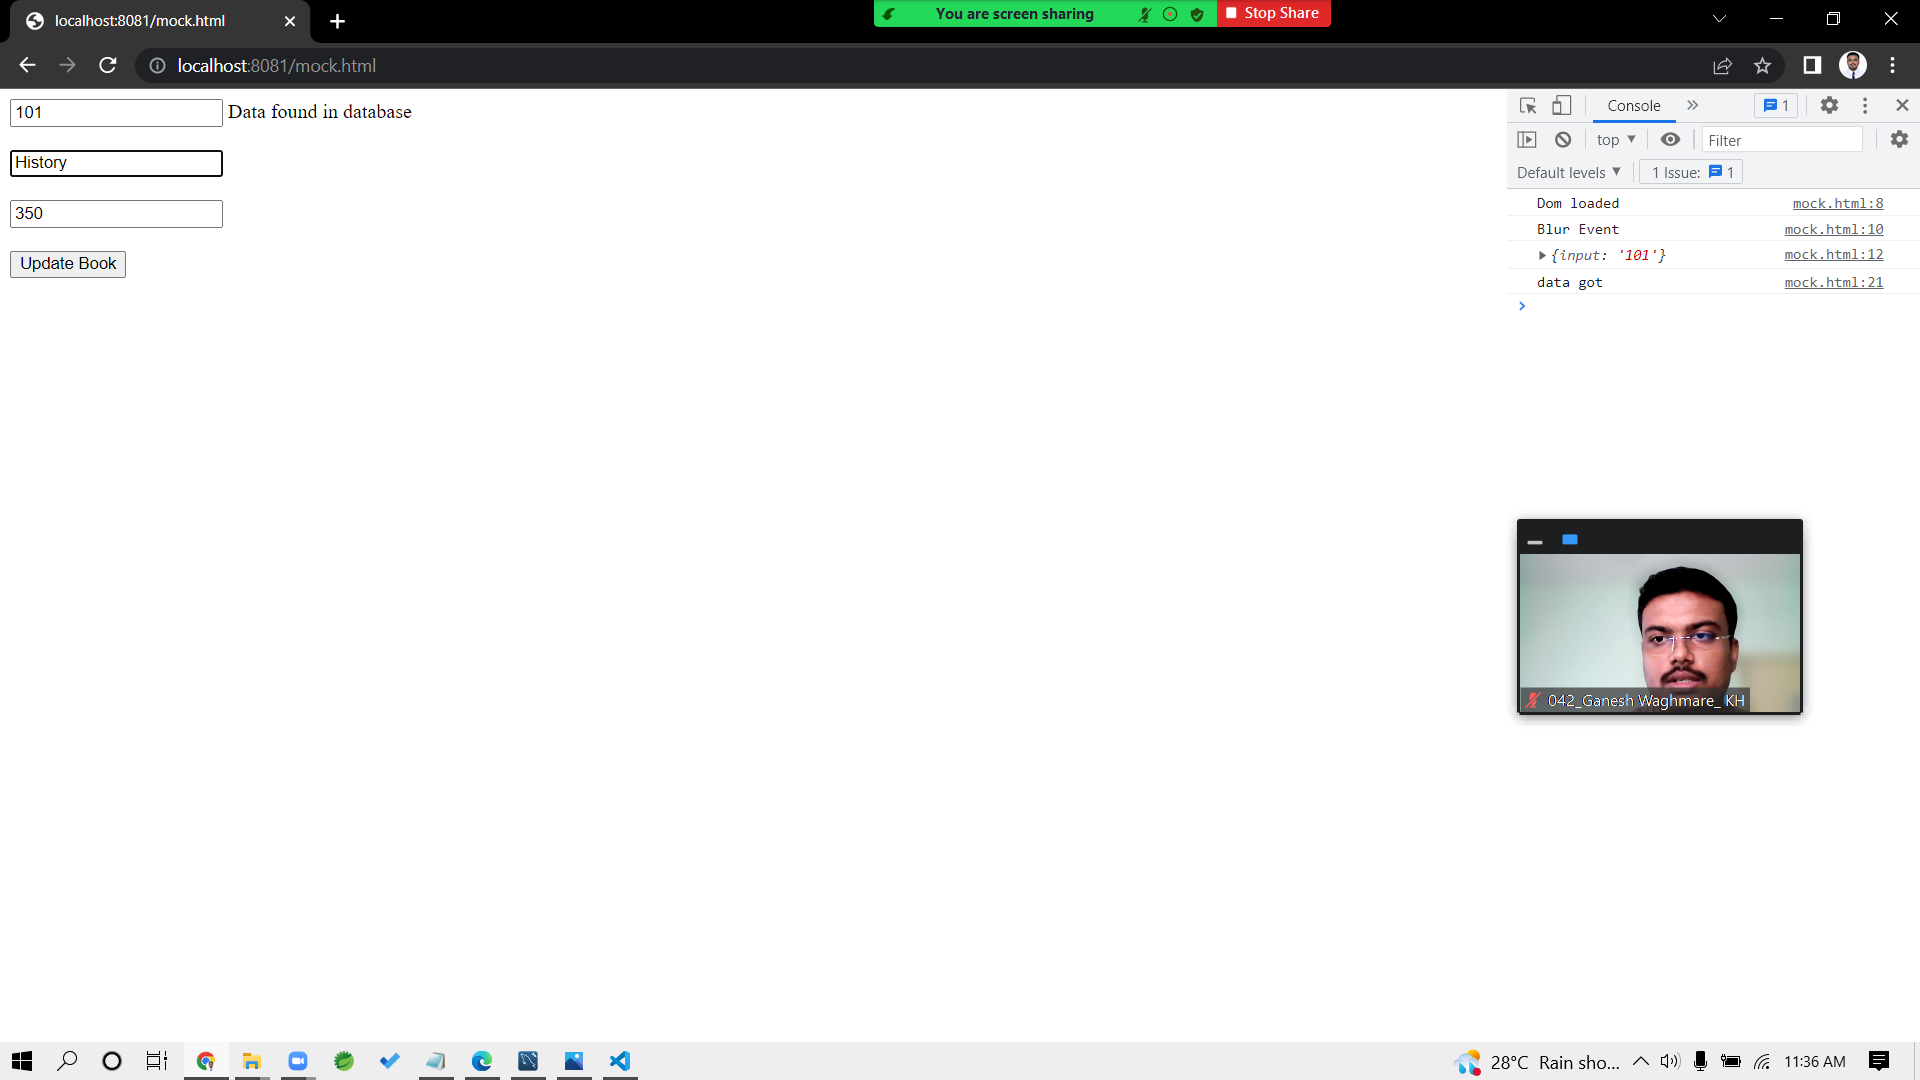 localhost:8081/mock.html
You are screen sharing
Stop Share
localhost:8081/mock.html
101 Data found in database
History
350
Update Book
Console
1
top
Filter
Default levels
1 Issue: 1
Dom loaded mock.html:8
Blur Event mock.html:10
{input: '101'} mock.html:12
data got mock.html:21
042_Ganesh Waghmare_ KH
28°C Rain sho...
11:36 AM